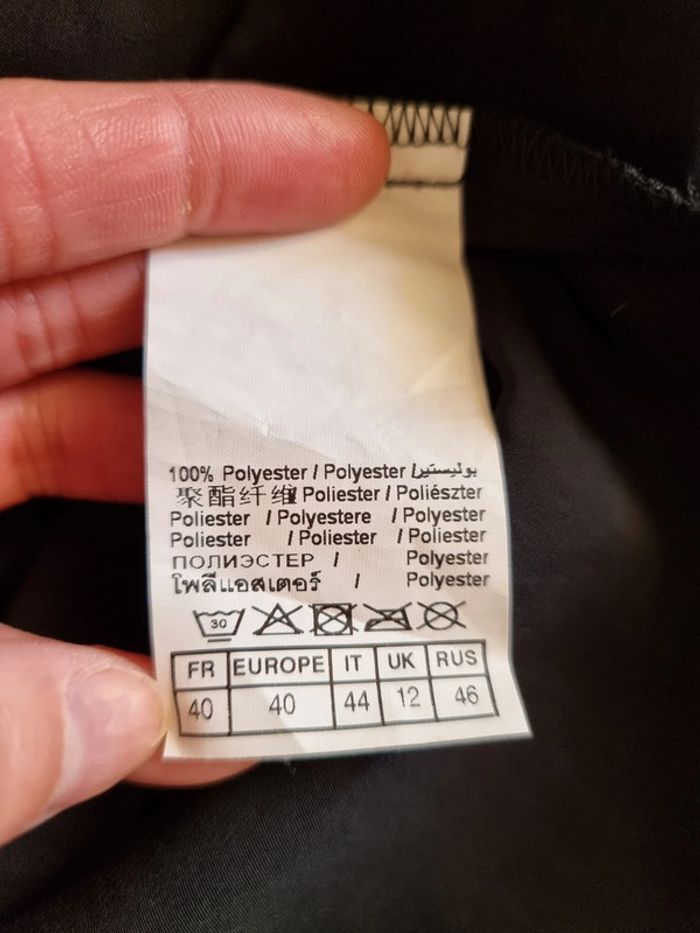 100% Polyester / Polyester / بوليستير
聚酯纤维 Poliester / Poliészter
Poliester / Polyestere / Polyester
Poliester / Poliester / Poliester
ПОЛИЭСТЕР / Polyester
โพลีเอสเตอร์ / Polyester
30
FR EUROPE IT UK RUS
40 40 44 12 46